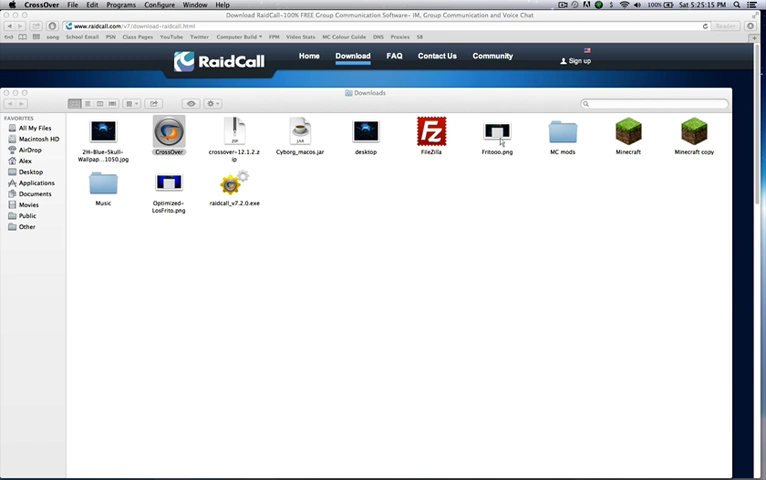 CrossOver File Edit Programs Configure Window Help 100% Sat 5:25:15 PM
Download RaidCall-100% FREE Group Communication Software- IM, Group Communication and Voice Chat
www.raidcall.com/v7/download-raidcall.html Reader
song School Email PSN Class Pages YouTube Twitter Computer Build FPM Video Stats MC Colour Guide DNS Proxies SB
RaidCall Home Download FAQ Contact Us Community
Sign up
Downloads
FAVORITES
All My Files
Macintosh HD
AirDrop
Alex
Desktop
Applications
Documents
Movies
Public
Other
2H-Blue-Skull-
Wallpap...1050.jpg
CrossOver
ZIP
crossover-12.1.2.z
ip
JAR
Cyborg_macos.jar
desktop
FZ
FileZilla
Fritooo.png
MC mods
Minecraft
Minecraft copy
Music
Optimized-
LosFrito.png
raidcall_v7.2.0.exe